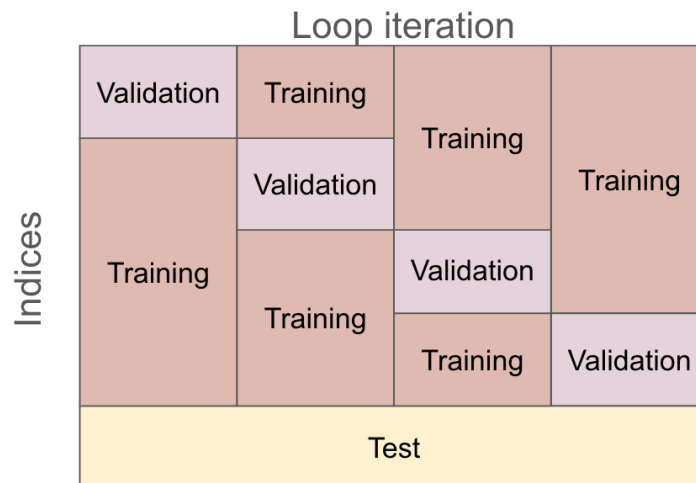 Loop iteration
Indices
Validation
Training
Training
Training
Validation
Training
Training
Validation
Training
Training
Validation
Test